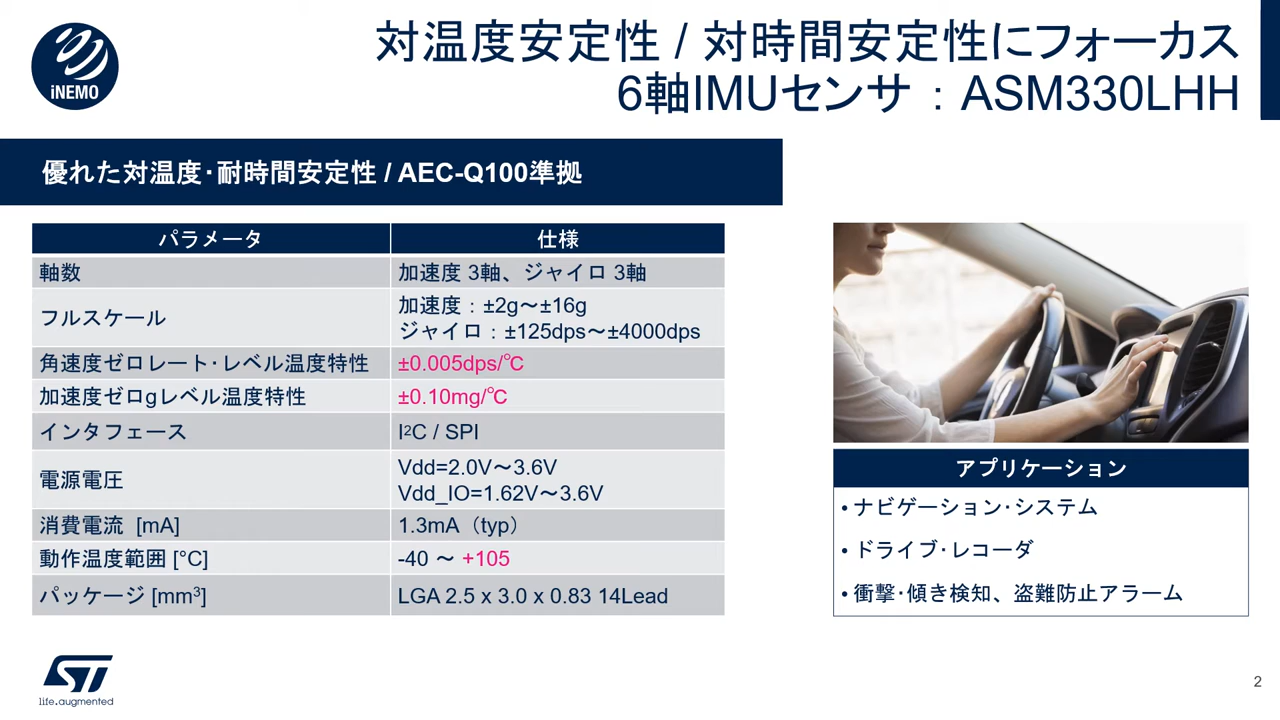 iNEMO
対温度安定性 / 対時間安定性にフォーカス
6軸IMUセンサ：ASM330LHH
優れた対温度･耐時間安定性 / AEC-Q100準拠
パラメータ 仕様
軸数 加速度 3軸、ジャイロ 3軸
フルスケール 加速度：±2g～±16g
ジャイロ：±125dps～±4000dps
角速度ゼロレート･レベル温度特性 ±0.005dps/℃
加速度ゼロgレベル温度特性 ±0.10mg/℃
インタフェース I²C / SPI
電源電圧 Vdd=2.0V～3.6V
Vdd_IO=1.62V～3.6V
消費電流 [mA] 1.3mA（typ）
動作温度範囲 [°C] -40 ～ +105
パッケージ [mm³] LGA 2.5 x 3.0 x 0.83 14Lead
アプリケーション
• ナビゲーション･システム
• ドライブ･レコーダ
• 衝撃･傾き検知、盗難防止アラーム
ST
life.augmented
2